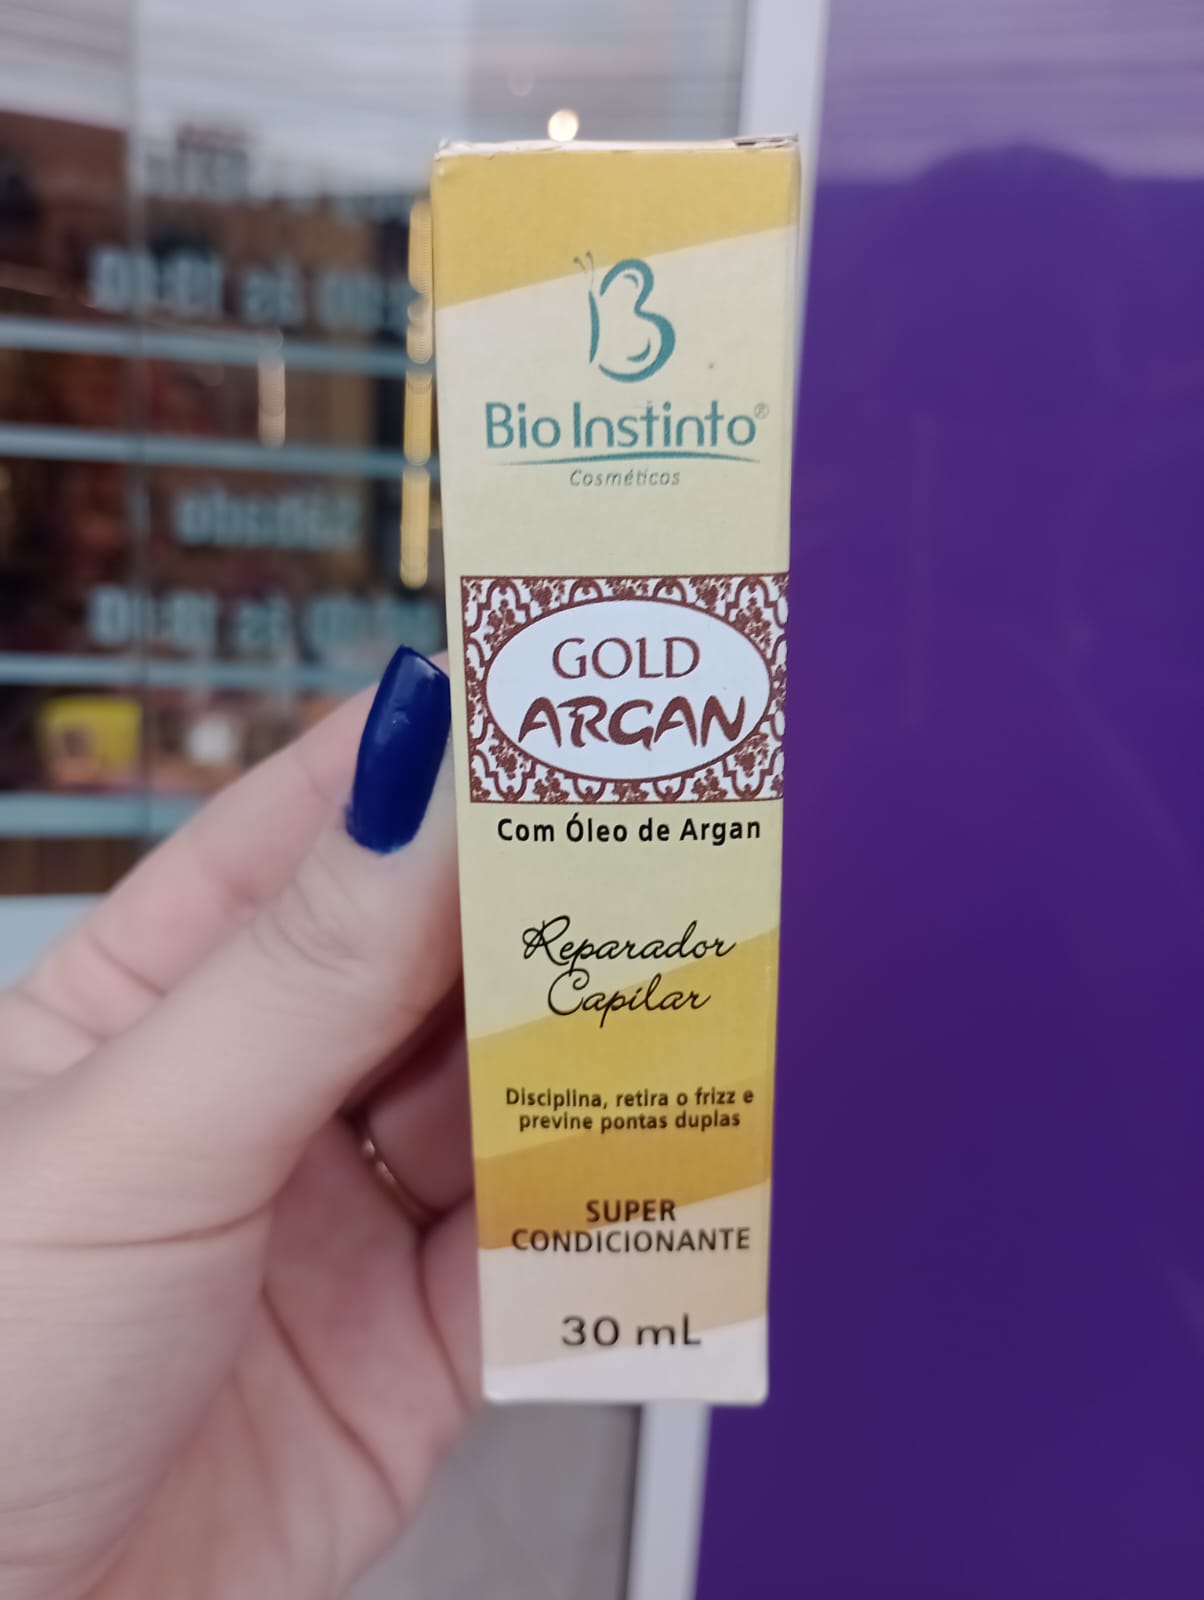 Bio Instinto®
Cosméticos
GOLD
ARGAN
Com Óleo de Argan
Reparador
Capilar
Disciplina, retira o frizz e
previne pontas duplas
SUPER
CONDICIONANTE
30 mL